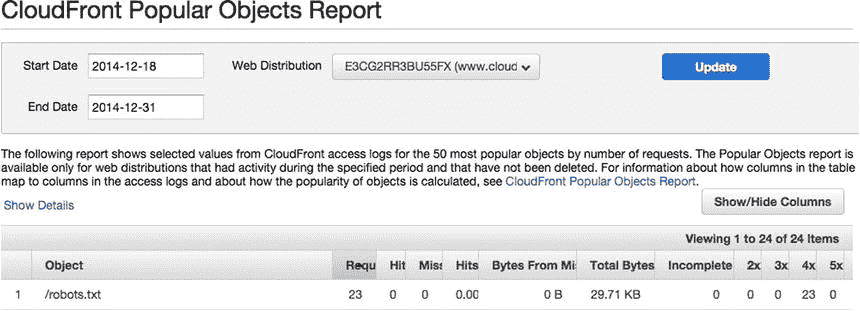 CloudFront Popular Objects Report
Start Date 2014-12-18 Web Distribution E3CG2RR3BU55FX (www.cloud Update
End Date 2014-12-31
The following report shows selected values from CloudFront access logs for the 50 most popular objects by number of requests. The Popular Objects report is
available only for web distributions that had activity during the specified period and that have not been deleted. For information about how columns in the table
map to columns in the access logs and about how the popularity of objects is calculated, see CloudFront Popular Objects Report.
Show Details Show/Hide Columns
Viewing 1 to 24 of 24 Items
Object Requ Hit Miss Hits Bytes From Mi Total Bytes Incomplete 2x 3x 4x 5x
1 /robots.txt 23 0 0 0.00 0 B 29.71 KB 0 0 0 23 0